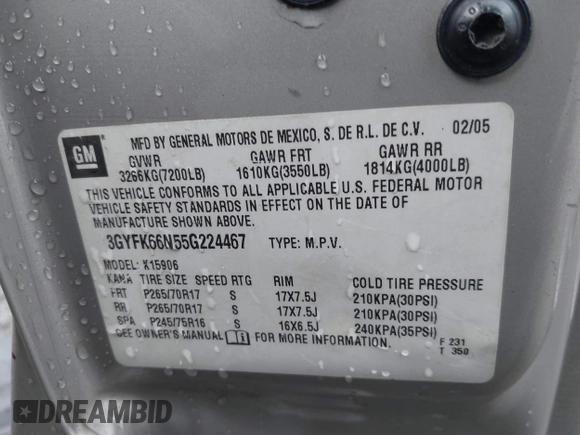 GM
MFD BY GENERAL MOTORS DE MEXICO, S. DE R.L. DE C.V. 02/05
GVWR GAWR FRT GAWR RR
3266KG(7200LB) 1610KG(3550LB) 1814KG(4000LB)
THIS VEHICLE CONFORMS TO ALL APPLICABLE U.S. FEDERAL MOTOR
VEHICLE SAFETY STANDARDS IN EFFECT ON THE DATE OF
MANUFACTURE SHOWN ABOVE.
3GYFK66N55G224467 TYPE: M.P.V.
MODEL: K15906
TIRE SIZE SPEED RTG RIM COLD TIRE PRESSURE
FRT P265/70R17 S 17X7.5J 210KPA(30PSI)
RR P265/70R17 S 17X7.5J 210KPA(30PSI)
SPA P245/75R16 S 16X6.5J 240KPA(35PSI)
SEE OWNER'S MANUAL FOR MORE INFORMATION.
F 231
T 350
DREAMBID